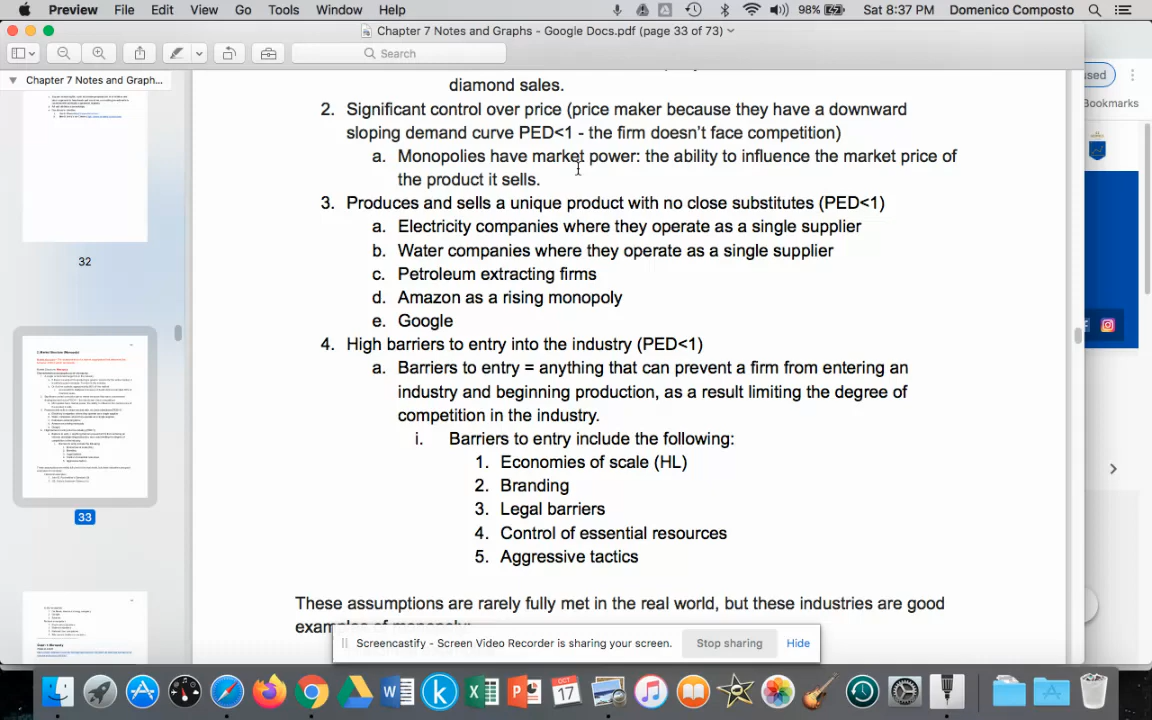 Preview File Edit View Go Tools Window Help 98% Sat 8:37 PM Domenico Composto
Chapter 7 Notes and Graphs - Google Docs.pdf (page 33 of 73)
Search
Chapter 7 Notes and Graph...
32
33
diamond sales.
2. Significant control over price (price maker because they have a downward
sloping demand curve PED<1 - the firm doesn't face competition)
a. Monopolies have market power: the ability to influence the market price of
the product it sells.
3. Produces and sells a unique product with no close substitutes (PED<1)
a. Electricity companies where they operate as a single supplier
b. Water companies where they operate as a single supplier
c. Petroleum extracting firms
d. Amazon as a rising monopoly
e. Google
4. High barriers to entry into the industry (PED<1)
a. Barriers to entry = anything that can prevent a firm from entering an
industry and beginning production, as a result limiting the degree of
competition in the industry.
i. Barriers to entry include the following:
1. Economies of scale (HL)
2. Branding
3. Legal barriers
4. Control of essential resources
5. Aggressive tactics
These assumptions are rarely fully met in the real world, but these industries are good
Screencastify - Screen Video Recorder is sharing your screen. Stop sharing Hide
Bookmarks
OCT
17